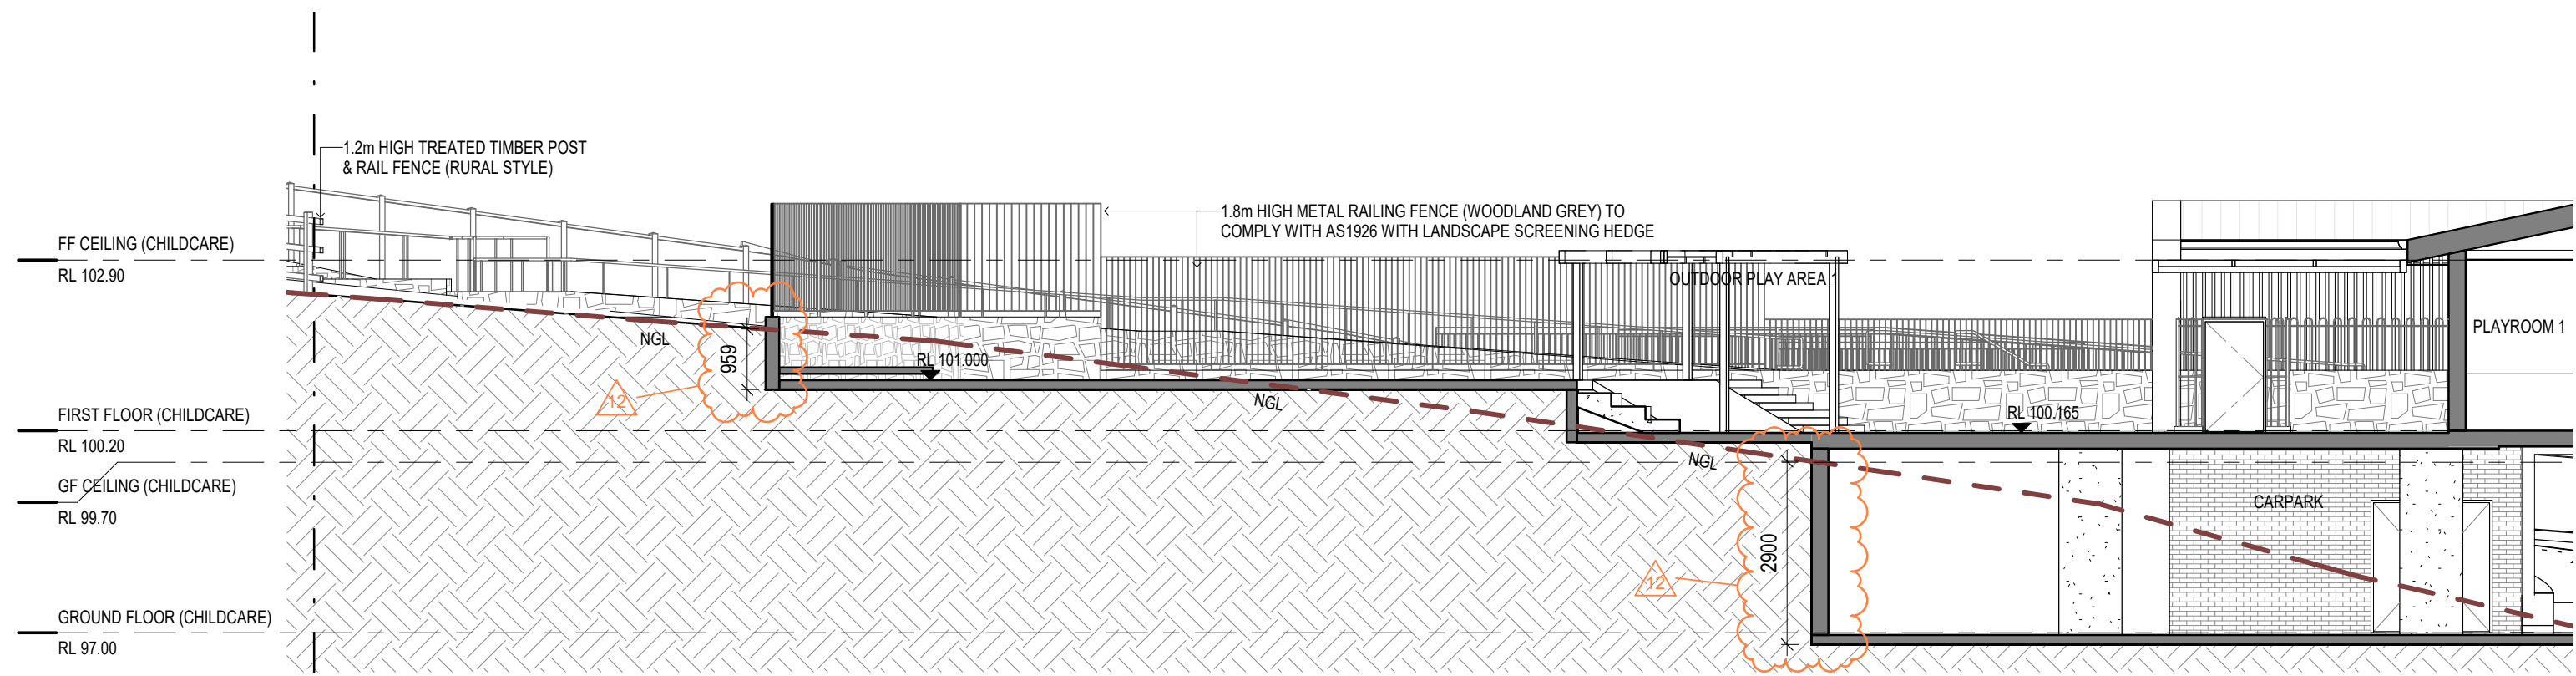 1.2m HIGH TREATED TIMBER POST
& RAIL FENCE (RURAL STYLE)
1.8m HIGH METAL RAILING FENCE (WOODLAND GREY) TO
COMPLY WITH AS1926 WITH LANDSCAPE SCREENING HEDGE
FF CEILING (CHILDCARE)
RL 102.90
OUTDOOR PLAY AREA 1
PLAYROOM 1
NGL
959
RL 101.000
12
NGL
FIRST FLOOR (CHILDCARE)
RL 100.20
RL 100.165
NGL
GF CEILING (CHILDCARE)
RL 99.70
CARPARK
2900
12
GROUND FLOOR (CHILDCARE)
RL 97.00